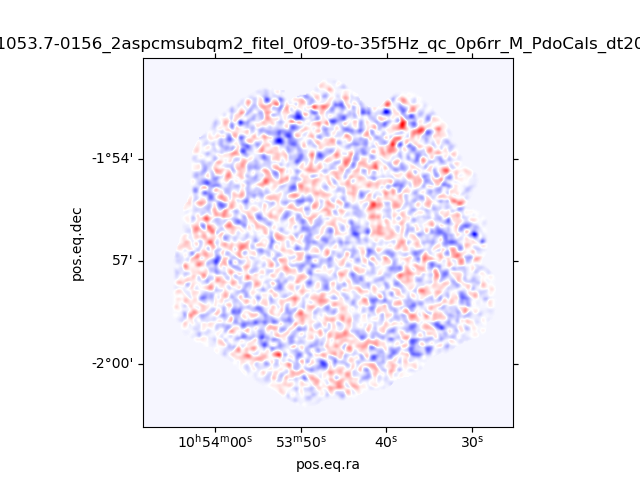 1053.7-0156_2aspcmsubqm2_fitel_0f09-to-35f5Hz_qc_0p6rr_M_PdoCals_dt20
-1°54'
57'
-2°00'
pos.eq.dec
10h54m00s 53m50s 40s 30s
pos.eq.ra